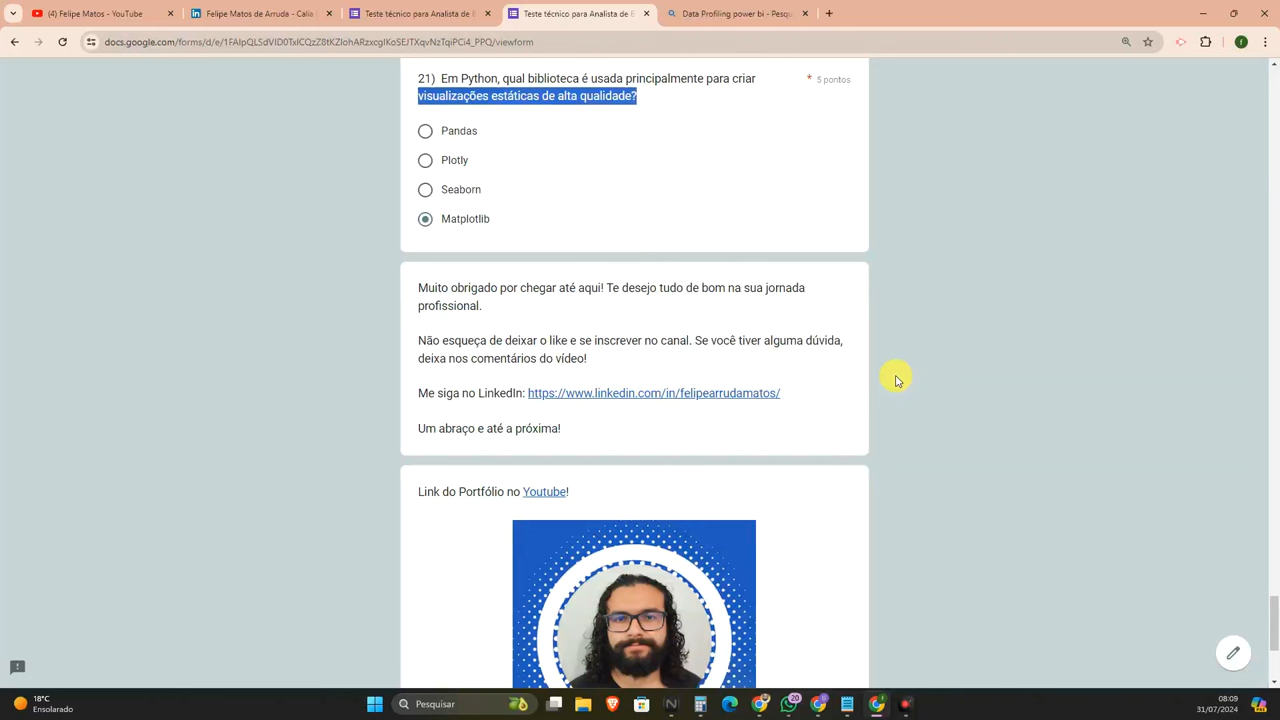 (4) Felipe Matos - YouTube
Felipe Matos de Arruda - Calia
Teste técnico para Analista de E
Teste técnico para Analista de E
Data Profiling power bi - Pesqu
docs.google.com/forms/d/e/
21) Em Python, qual biblioteca é usada principalmente para criar
visualizações estáticas de alta qualidade?
* 5 pontos
Pandas
Plotly
Seaborn
Matplotlib
Muito obrigado por chegar até aqui! Te desejo tudo de bom na sua jornada
profissional.
Não esqueça de deixar o like e se inscrever no canal. Se você tiver alguma dúvida,
deixa nos comentários do vídeo!
Me siga no LinkedIn: https://www.linkedin.com/in/felipearrudamatos/
Um abraço e até a próxima!
Link do Portfólio no Youtube!
18°C
Ensolarado
Pesquisar
20
08:09
31/07/2024